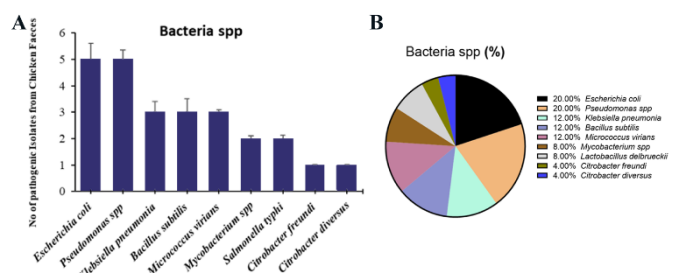 A
Bacteria spp
No of pathogenic Isolates from Chicken Faeces
6
5
4
3
2
1
0
Escherichia coli
Pseudomonas spp
Klebsiella pneumonia
Bacillus subtilis
Micrococcus virians
Mycobacterium spp
Salmonella typhi
Citrobacter freundi
Citrobacter diversus
B
Bacteria spp (%)
20.00% Escherichia coli
20.00% Pseudomonas spp
12.00% Klebsiella pneumonia
12.00% Bacillus subtilis
12.00% Micrococcus virians
8.00% Mycobacterium spp
8.00% Lactobacillus delbrueckii
4.00% Citrobacter freundi
4.00% Citrobacter diversus